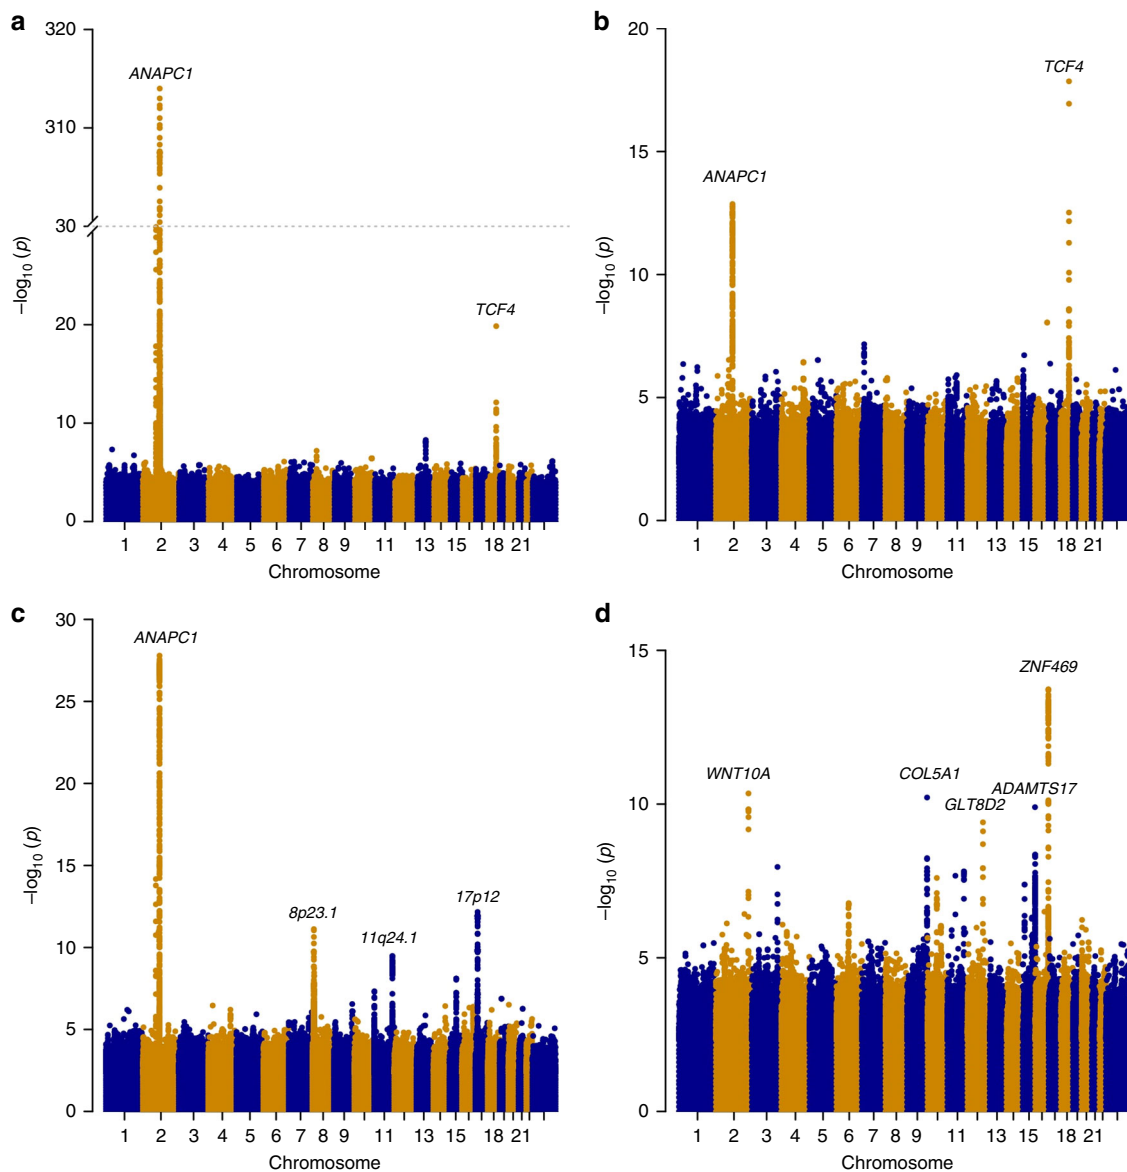 a
320
ANAPC1
310
30
TCF4
20
10
0
–log10 (p)
1 2 3 4 5 6 7 8 9 11 13 15 18 21
Chromosome
b
20
TCF4
15
ANAPC1
10
5
0
–log10 (p)
1 2 3 4 5 6 7 8 9 11 13 15 18 21
Chromosome
c
30
ANAPC1
25
20
15
17p12
8p23.1
11q24.1
10
5
0
–log10 (p)
1 2 3 4 5 6 7 8 9 11 13 15 18 21
Chromosome
d
15
ZNF469
WNT10A
COL5A1
ADAMTS17
GLT8D2
10
5
0
–log10 (p)
1 2 3 4 5 6 7 8 9 11 13 15 18 21
Chromosome